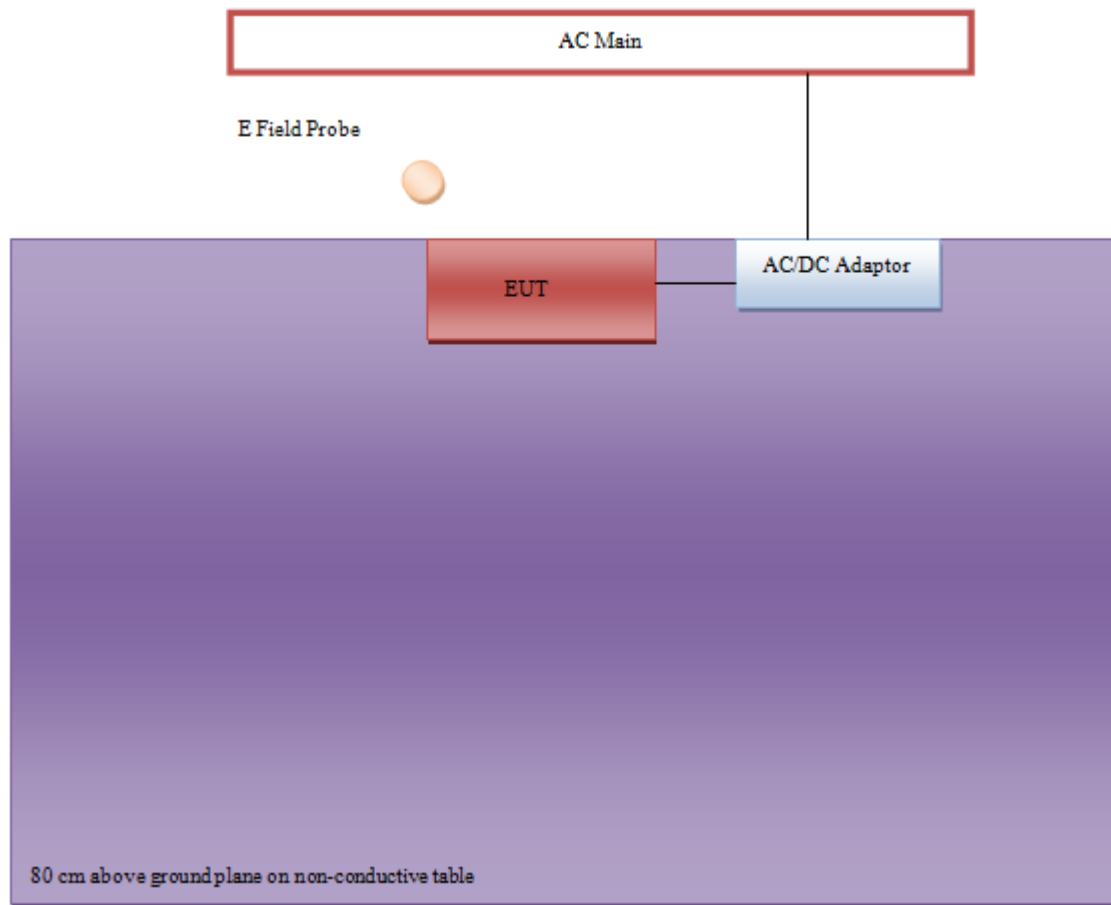 AC Main
E Field Probe
AC/DC Adaptor
EUT
80 cm above ground plane on non-conductive table